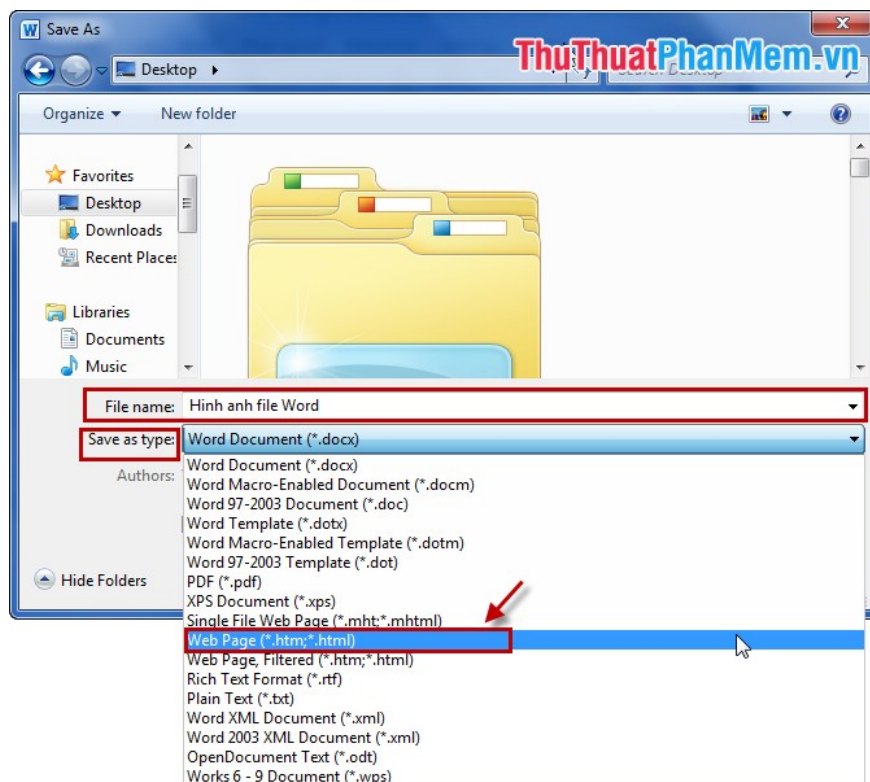 Save As
ThuThuatPhanMem.vn
Desktop
Search Desktop
Organize
New folder
Favorites
Desktop
Downloads
Recent Places
Libraries
Documents
Music
File name: Hinh anh file Word
Save as type: Word Document (*.docx)
Authors:
Word Document (*.docx)
Word Macro-Enabled Document (*.docm)
Word 97-2003 Document (*.doc)
Word Template (*.dotx)
Word Macro-Enabled Template (*.dotm)
Word 97-2003 Template (*.dot)
PDF (*.pdf)
XPS Document (*.xps)
Single File Web Page (*.mht;*.mhtml)
Web Page (*.htm;*.html)
Web Page, Filtered (*.htm;*.html)
Rich Text Format (*.rtf)
Plain Text (*.txt)
Word XML Document (*.xml)
Word 2003 XML Document (*.xml)
OpenDocument Text (*.odt)
Works 6 - 9 Document (*.wps)
Hide Folders